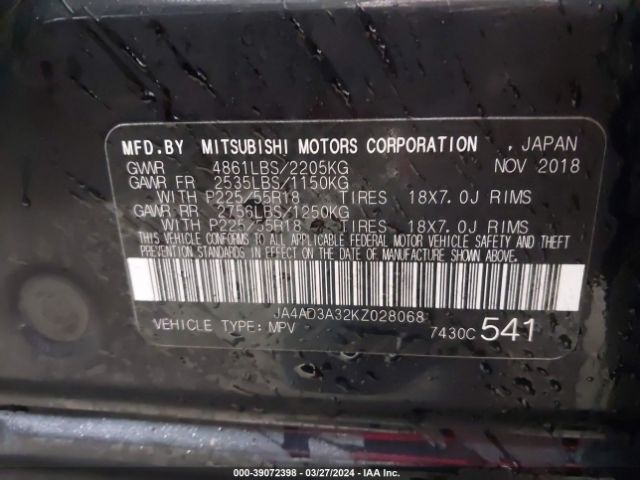 MFD.BY MITSUBISHI MOTORS CORPORATION , JAPAN
GVWR 4861LBS/2205KG NOV 2018
GAWR FR 2535LBS/1150KG
WITH P225/55R18 TIRES 18X7.0J RIMS
GAWR RR 2756LBS/1250KG
WITH P225/55R18 TIRES 18X7.0J RIMS
THIS VEHICLE CONFORMS TO ALL APPLICABLE FEDERAL MOTOR VEHICLE SAFETY AND THEFT
PREVENTION STANDARDS IN EFFECT ON THE DATE OF MANUFACTURE SHOWN ABOVE.
JA4AD3A32KZ028068
VEHICLE TYPE: MPV 7430C 541
000-39072398 - 03/27/2024 - IAA Inc.